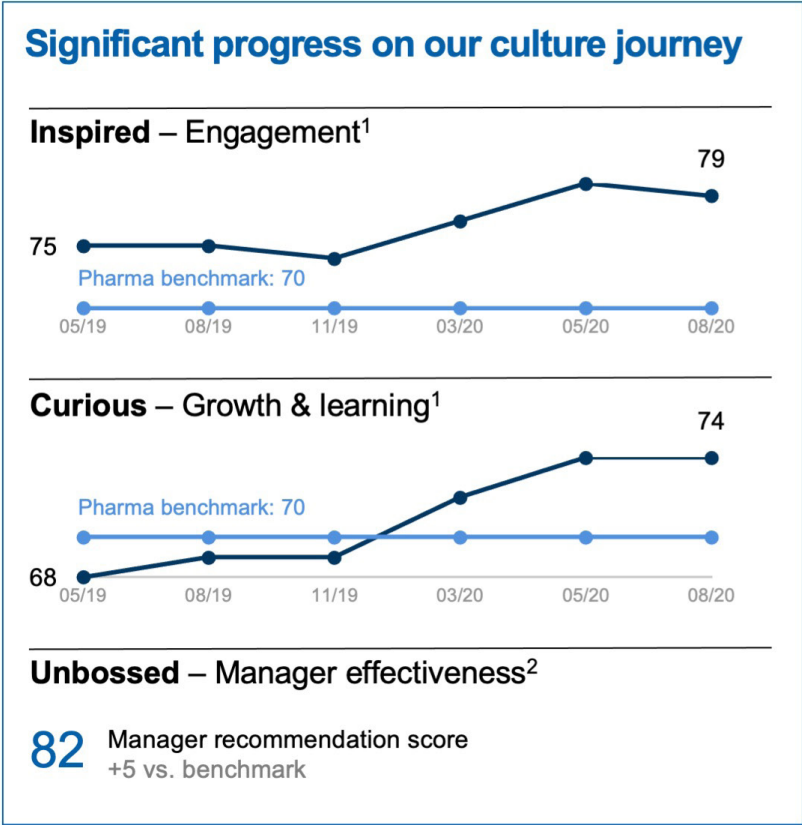 Significant progress on our culture journey
Inspired – Engagement¹
79
75
Pharma benchmark: 70
05/19 08/19 11/19 03/20 05/20 08/20
Curious – Growth & learning¹
74
Pharma benchmark: 70
68
05/19 08/19 11/19 03/20 05/20 08/20
Unbossed – Manager effectiveness²
82 Manager recommendation score
+5 vs. benchmark